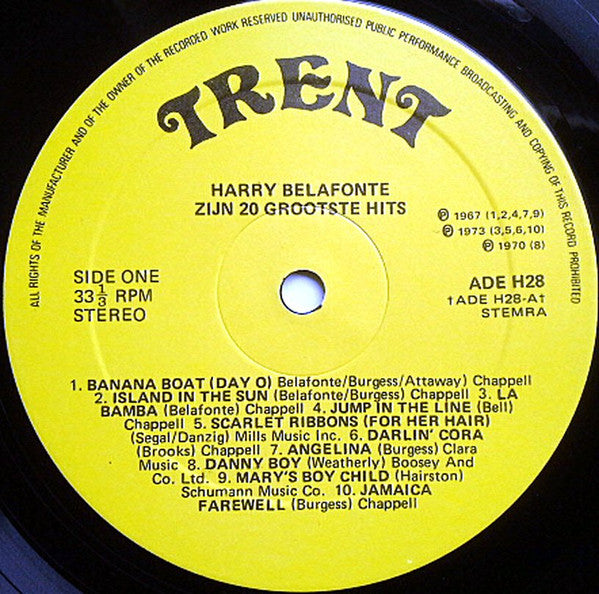 ALL RIGHTS OF THE MANUFACTURER AND OF THE OWNER OF THE RECORDED WORK RESERVED UNAUTHORISED PUBLIC PERFORMANCE BROADCASTING AND COPYING OF THIS RECORD PROHIBITED
TRENT
HARRY BELAFONTE
ZIJN 20 GROOTSTE HITS
℗ 1967 (1,2,4,7,9)
℗ 1973 (3,5,6,10)
℗ 1970 (8)
SIDE ONE
33⅓ RPM
STEREO
ADE H28
†ADE H28-A†
STEMRA
1. BANANA BOAT (DAY O) Belafonte/Burgess/Attaway) Chappell
2. ISLAND IN THE SUN (Belafonte/Burgess) Chappell 3. LA
BAMBA (Belafonte) Chappell 4. JUMP IN THE LINE (Bell)
Chappell 5. SCARLET RIBBONS (FOR HER HAIR)
(Segal/Danzig) Mills Music Inc. 6. DARLIN' CORA
(Brooks) Chappell 7. ANGELINA (Burgess) Clara
Music 8. DANNY BOY (Weatherly) Boosey And
Co. Ltd. 9. MARY'S BOY CHILD (Hairston)
Schumann Music Co. 10. JAMAICA
FAREWELL (Burgess) Chappell